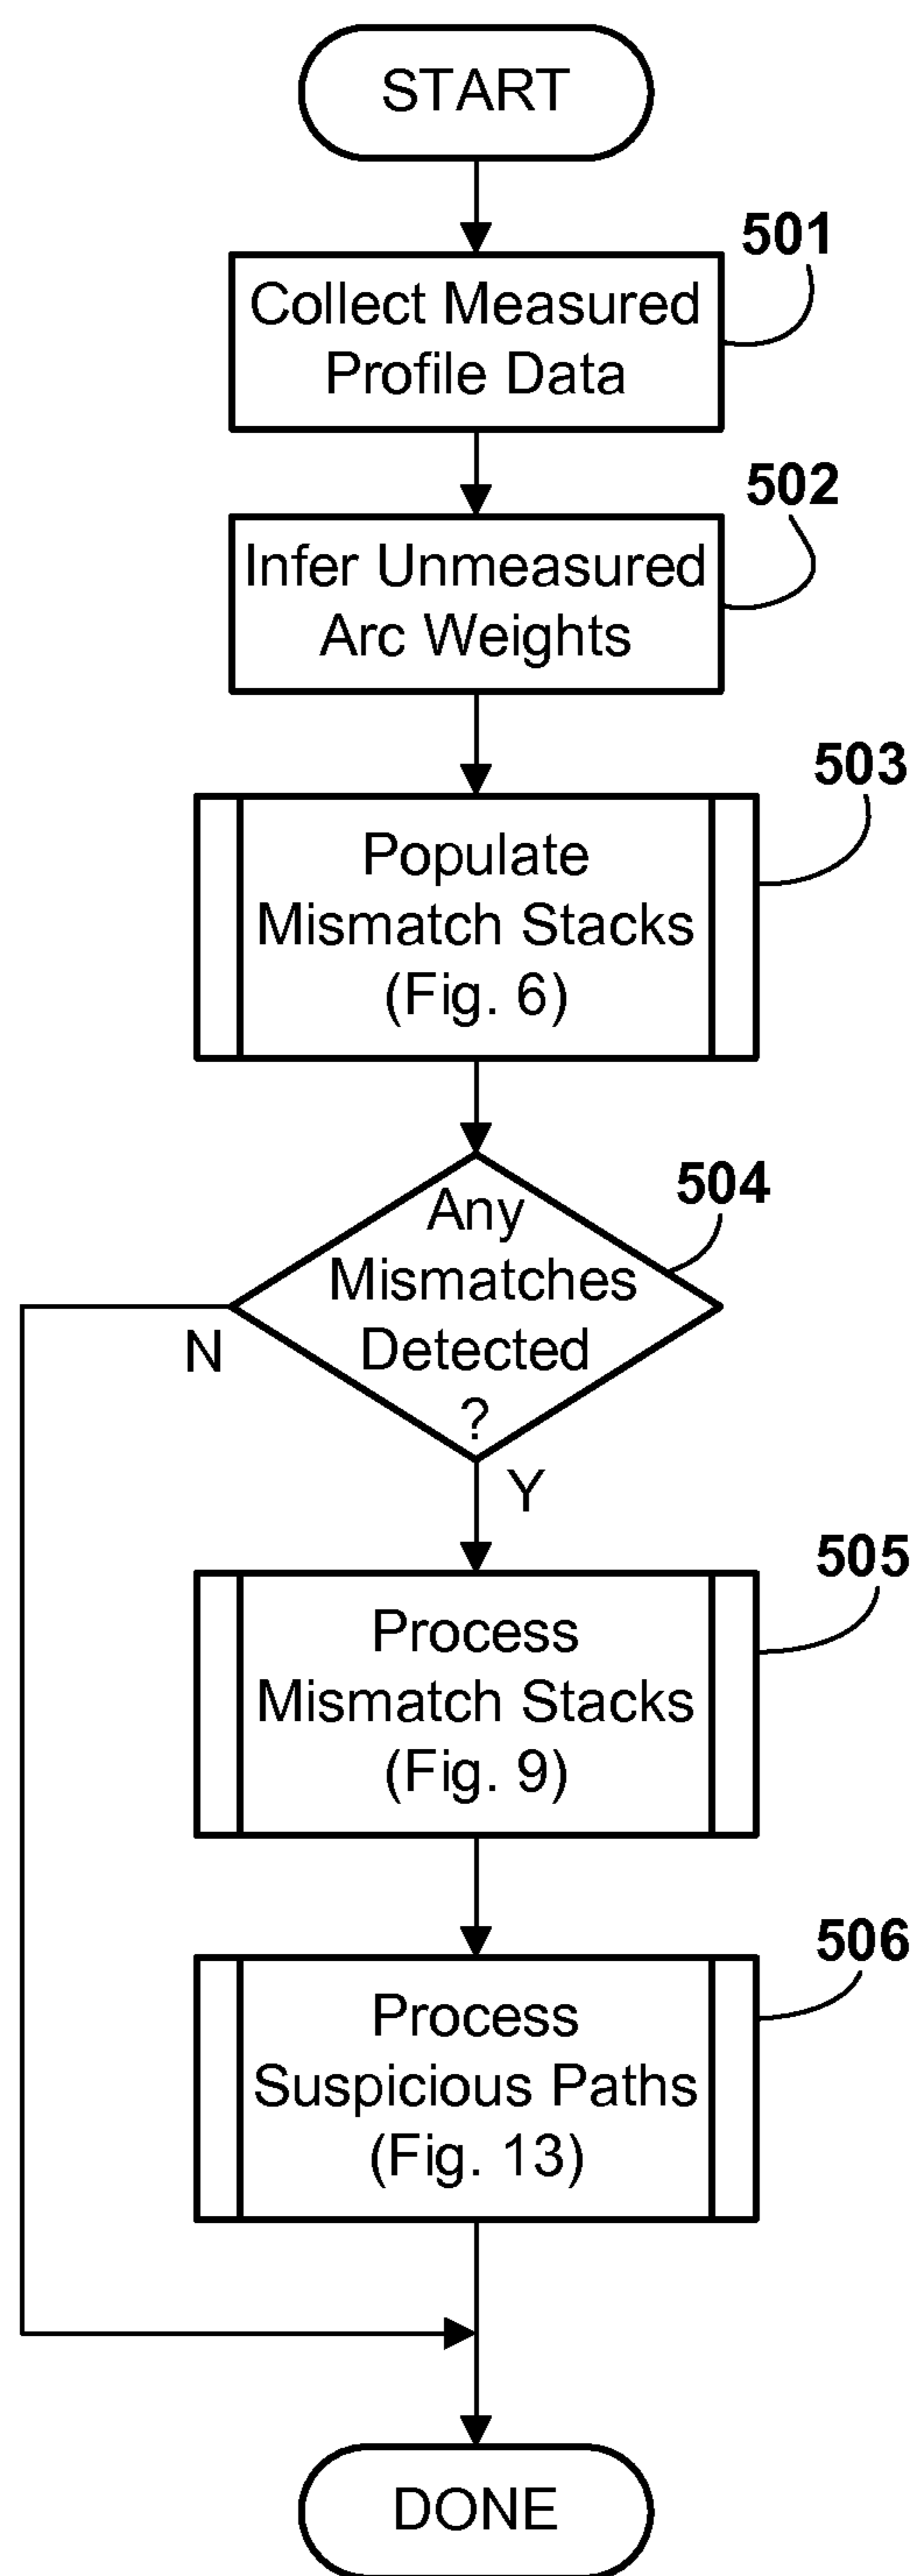 START
501
Collect Measured
Profile Data
502
Infer Unmeasured
Arc Weights
503
Populate
Mismatch Stacks
(Fig. 6)
504
Any
Mismatches
Detected
?
N
Y
505
Process
Mismatch Stacks
(Fig. 9)
506
Process
Suspicious Paths
(Fig. 13)
DONE